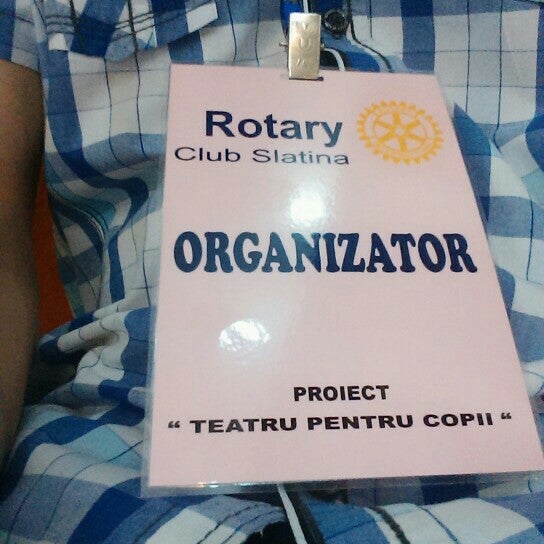 Rotary
Club Slatina
ORGANIZATOR
PROIECT
“ TEATRU PENTRU COPII “